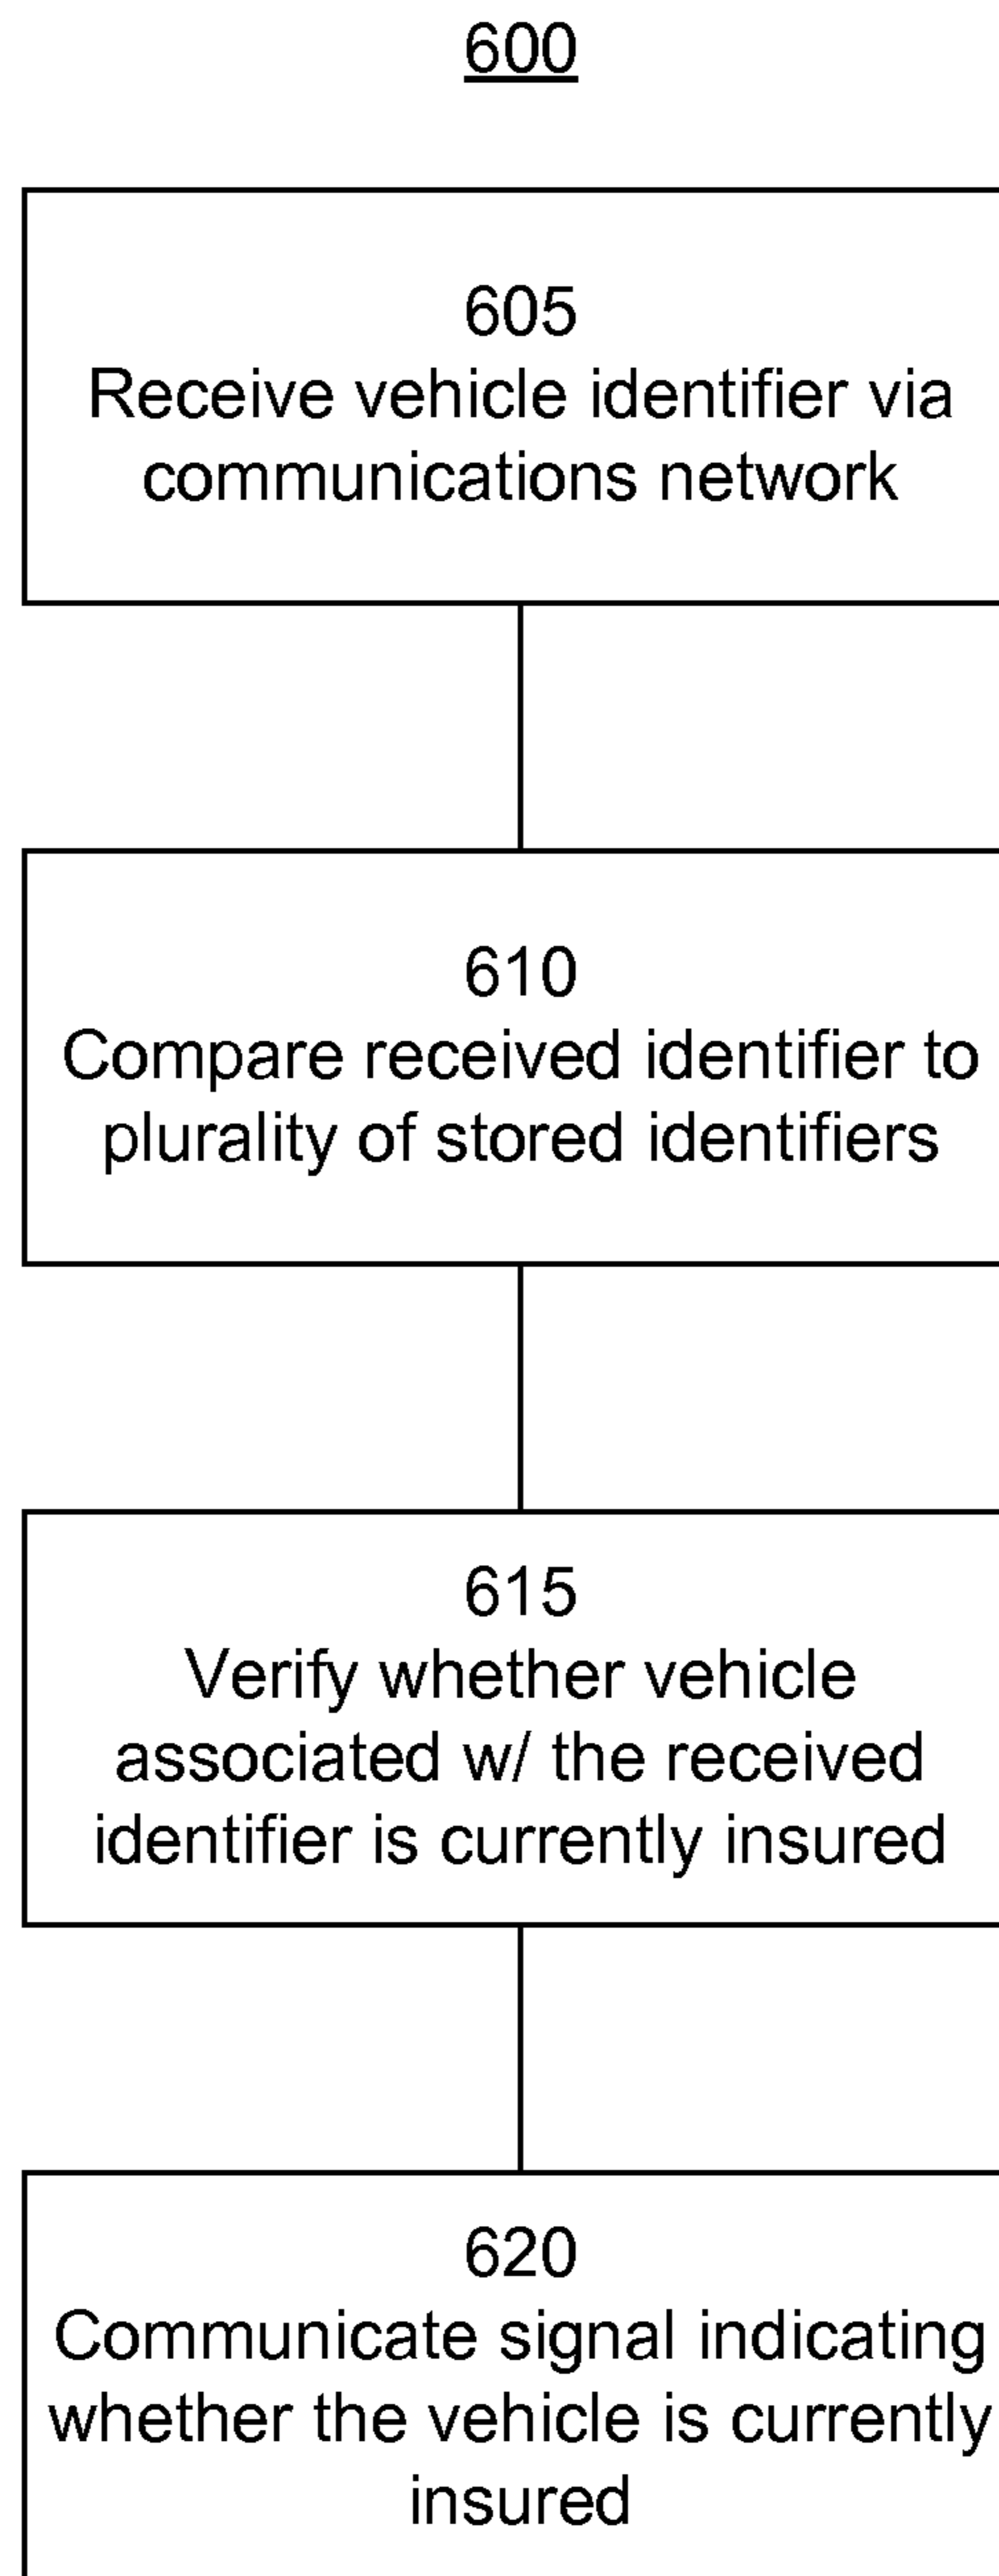 600
605
Receive vehicle identifier via
communications network
610
Compare received identifier to
plurality of stored identifiers
615
Verify whether vehicle
associated w/ the received
identifier is currently insured
620
Communicate signal indicating
whether the vehicle is currently
insured